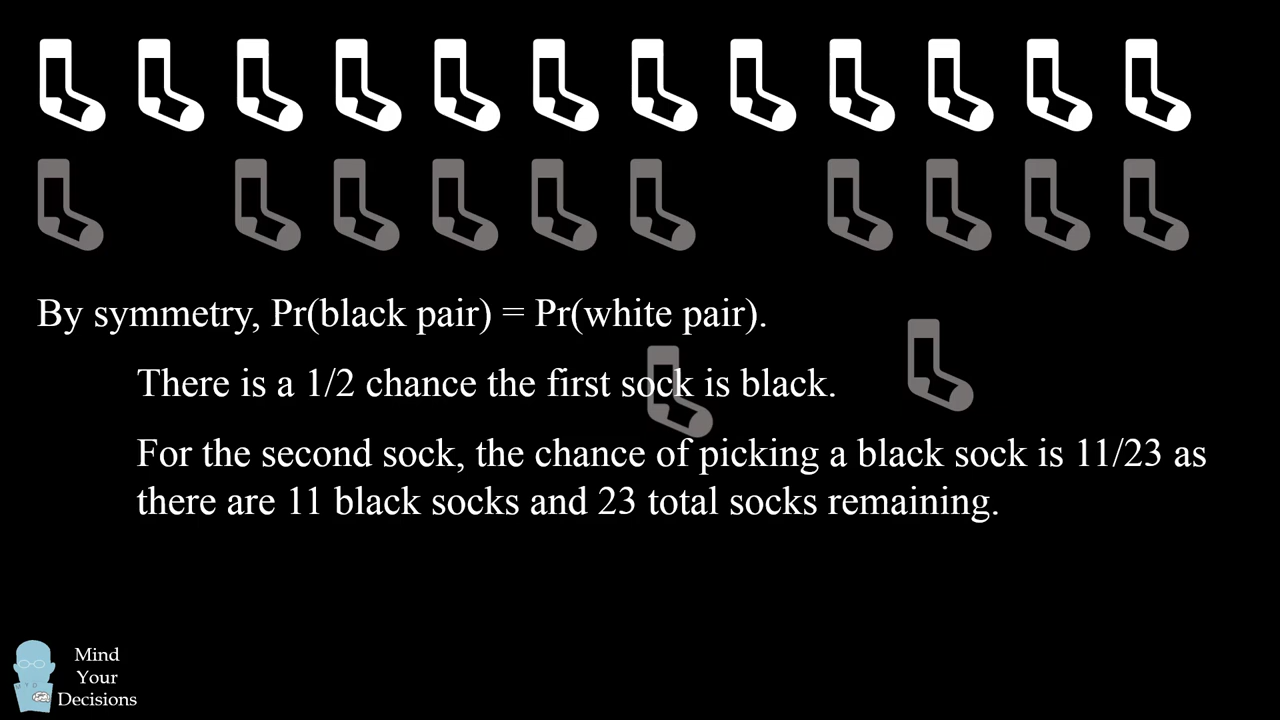 By symmetry, Pr(black pair) = Pr(white pair).
There is a 1/2 chance the first sock is black.
For the second sock, the chance of picking a black sock is 11/23 as
there are 11 black socks and 23 total socks remaining.
Mind
Your
Decisions